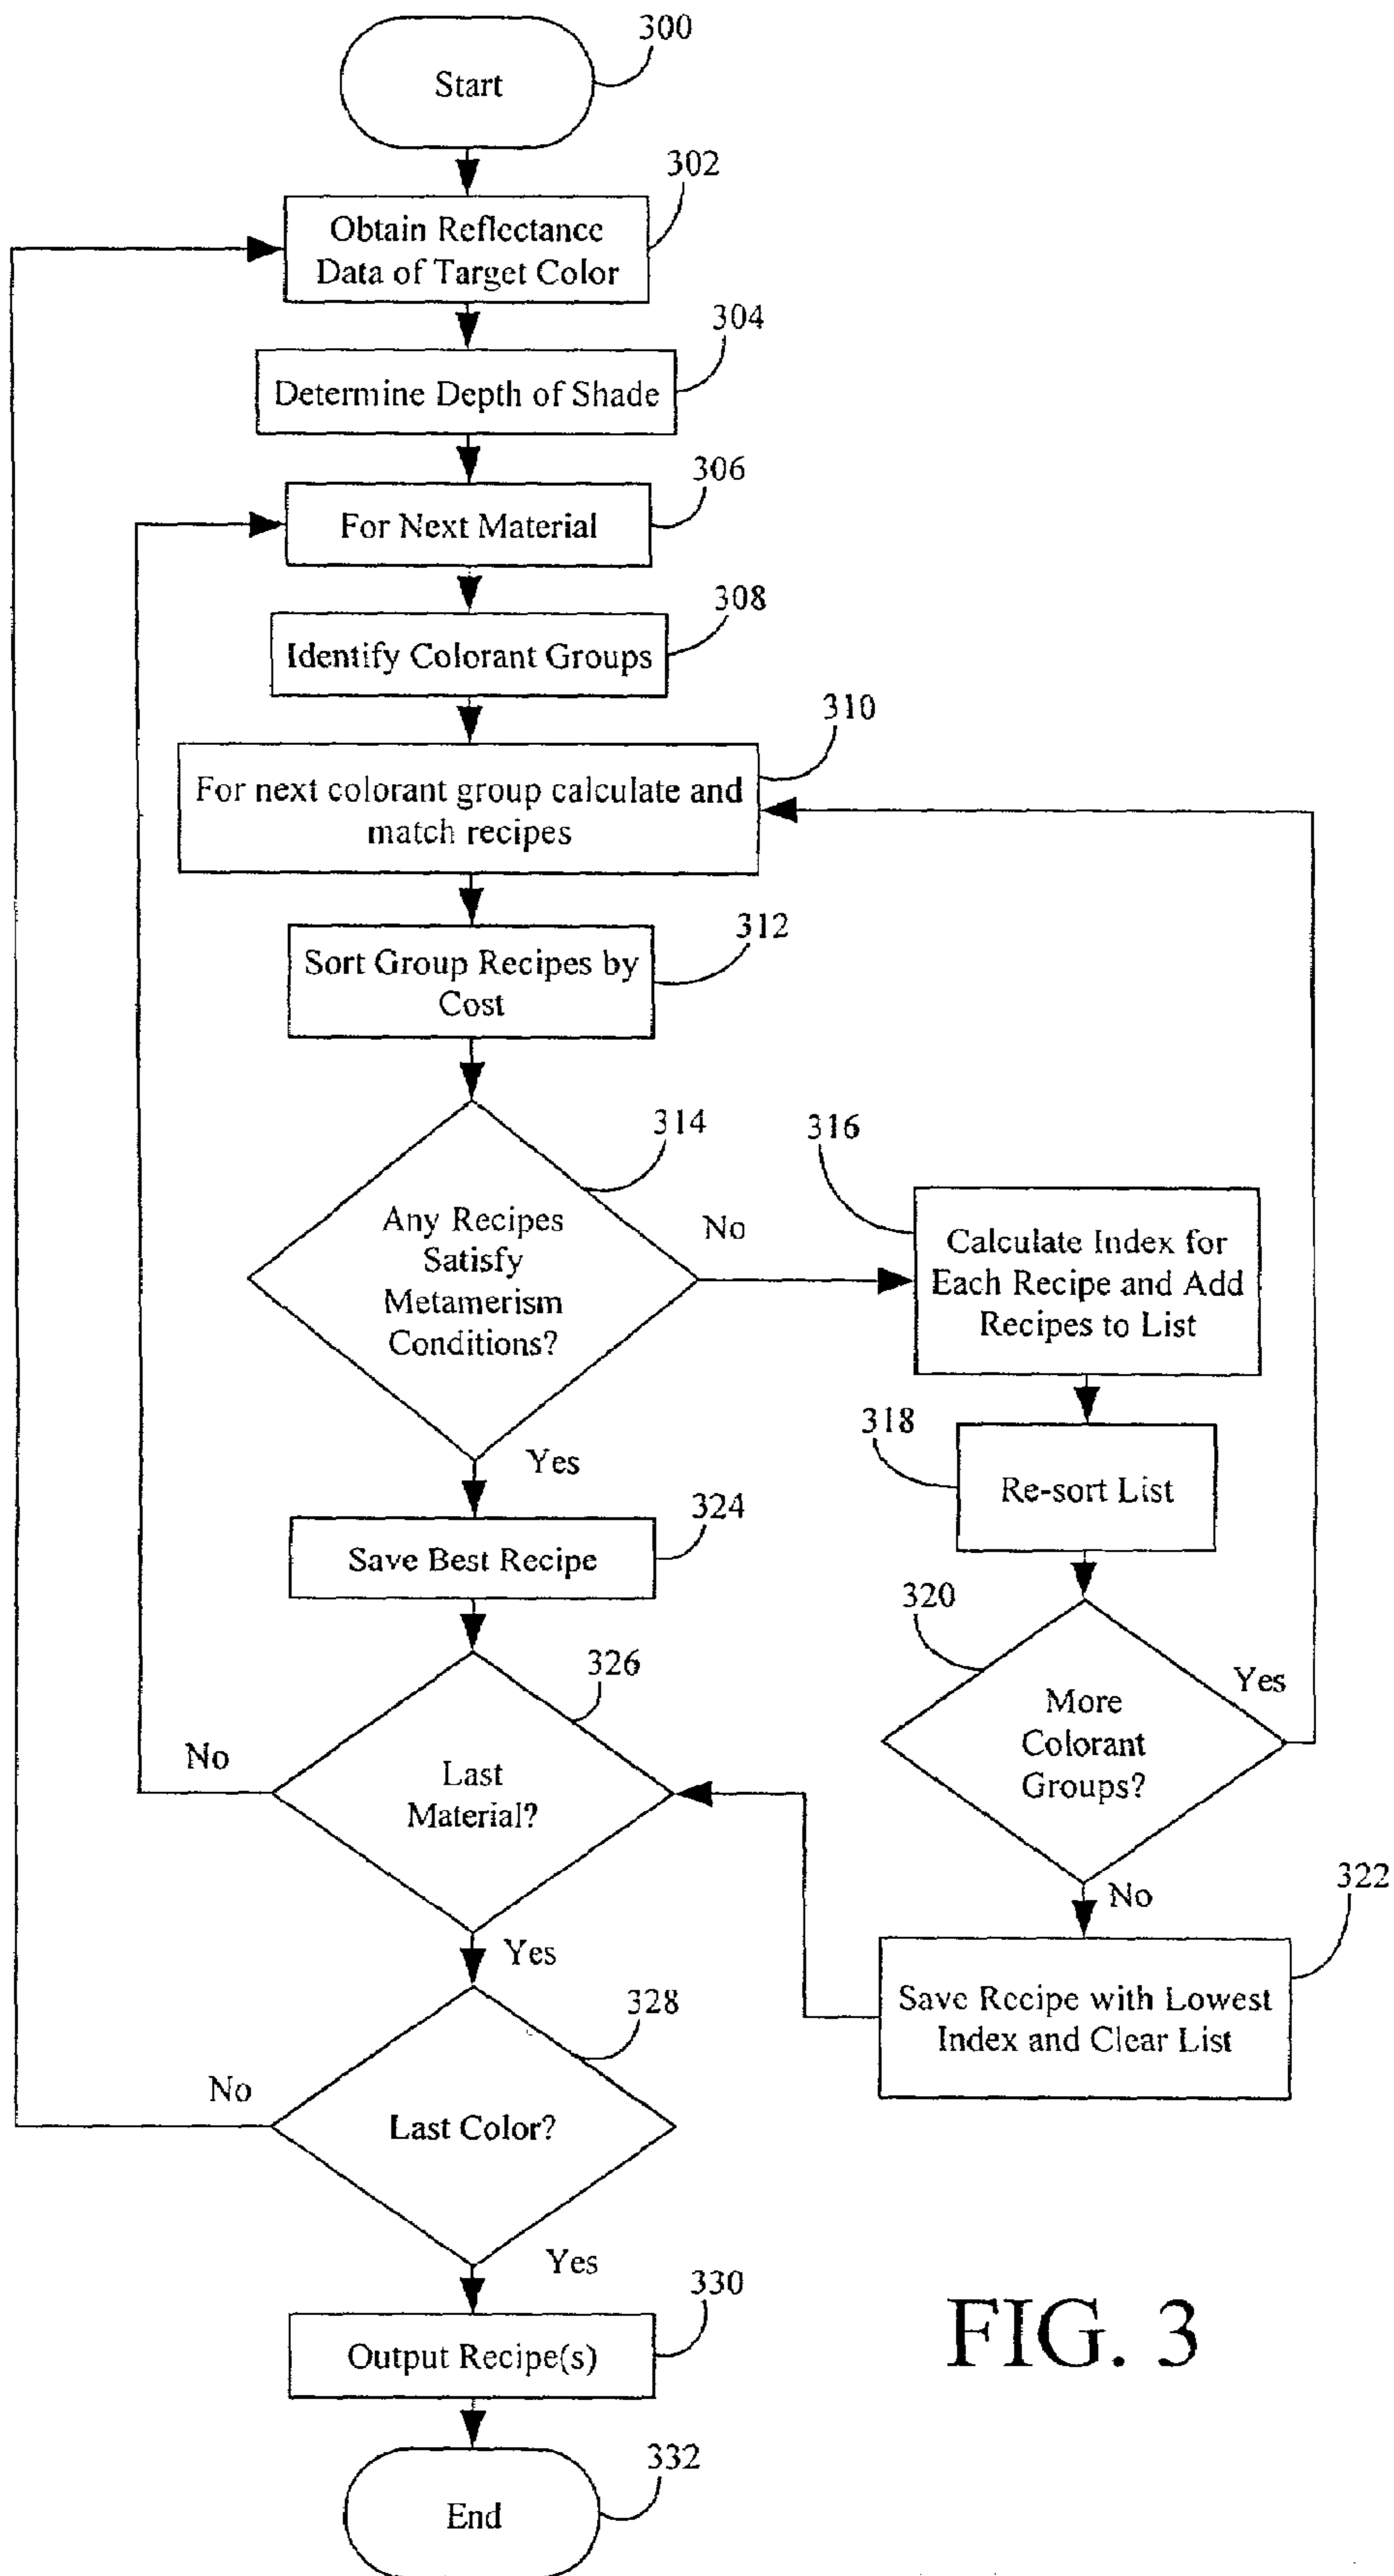 300
Start
302
Obtain Reflectance
Data of Target Color
304
Determine Depth of Shade
306
For Next Material
308
Identify Colorant Groups
310
For next colorant group calculate and
match recipes
312
Sort Group Recipes by
Cost
314
Any Recipes
Satisfy
Metamerism
Conditions?
No
316
Calculate Index for
Each Recipe and Add
Recipes to List
318
Re-sort List
Yes
324
Save Best Recipe
320
More
Colorant
Groups?
Yes
326
Last
Material?
No
No
322
Save Recipe with Lowest
Index and Clear List
Yes
328
Last Color?
No
Yes
330
Output Recipe(s)
332
End
FIG. 3